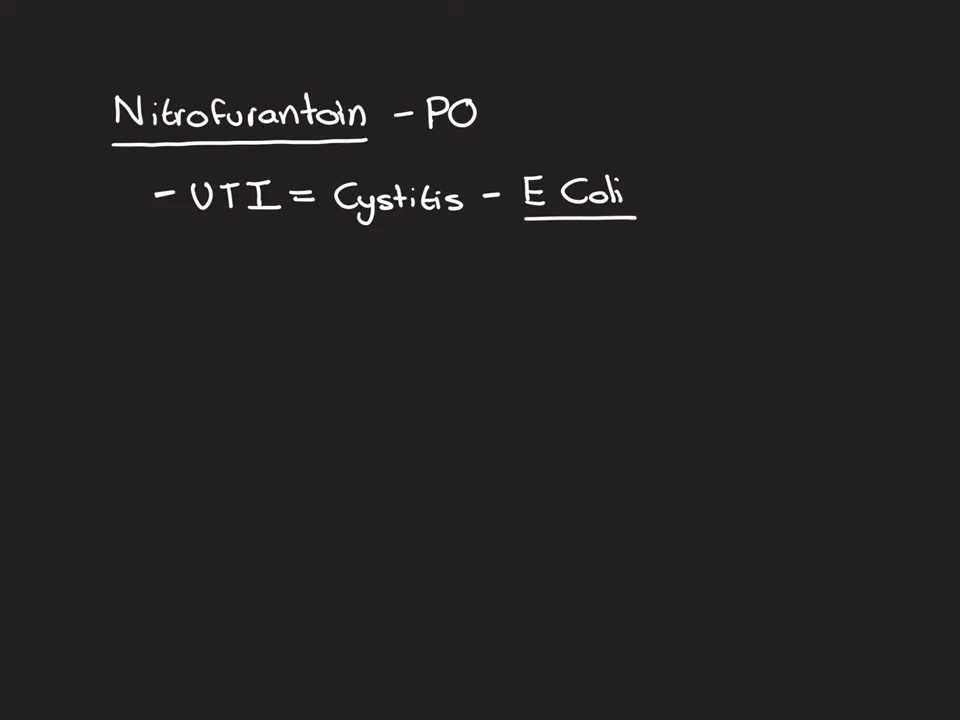 Nitrofurantoin - PO
- UTI = Cystitis - E Coli